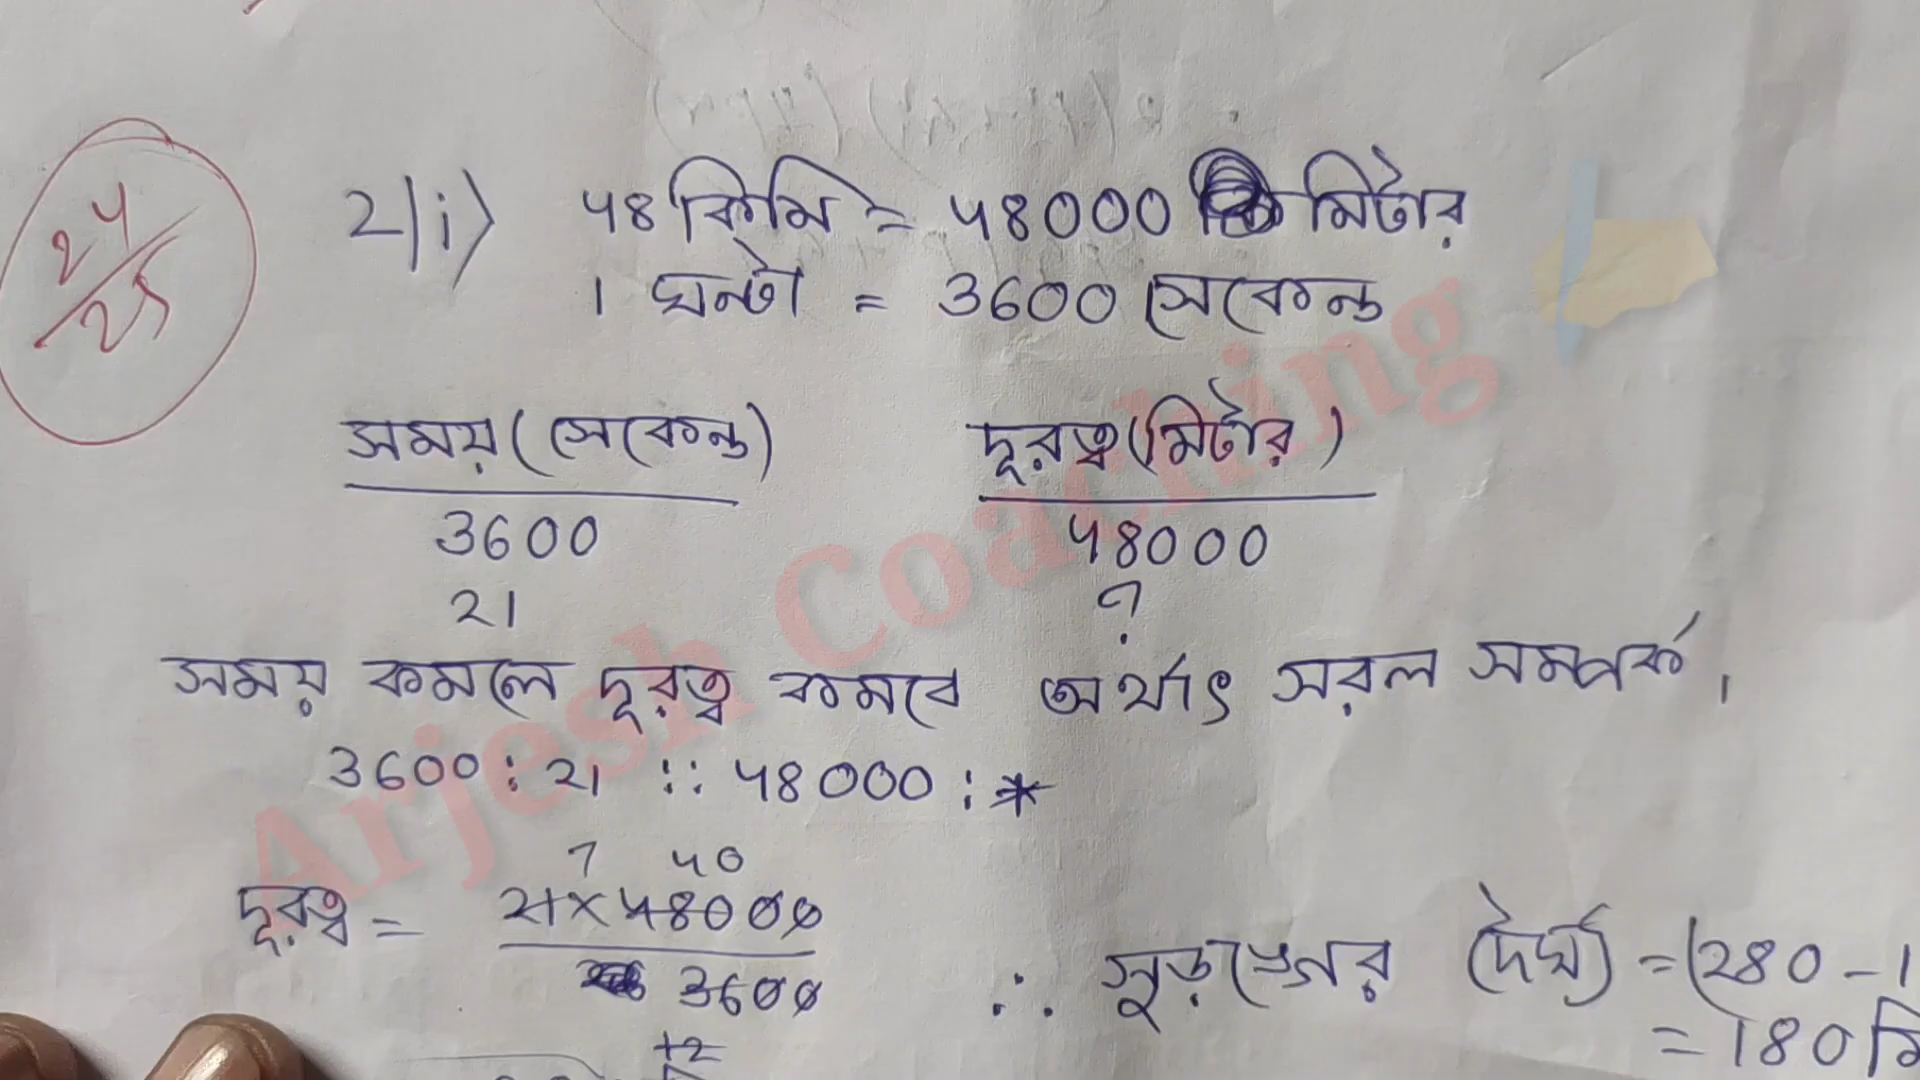 24/25
2|i) 48 কিমি = 48000 মিটার
1 ঘন্টা = 3600 সেকেন্ড
সময় (সেকেন্ড) দূরত্ব (মিটার)
3600 48000
21 ?
সময় কমলে দূরত্ব কমবে অর্থাৎ সরল সম্পর্ক।
3600 : 21 :: 48000 : *
7 40
দূরত্ব = 21 × 48000
3600
12
∴ সুড়ঙ্গের দৈর্ঘ্য = (280 - 1
= 180 মি
Arjesh Coaching